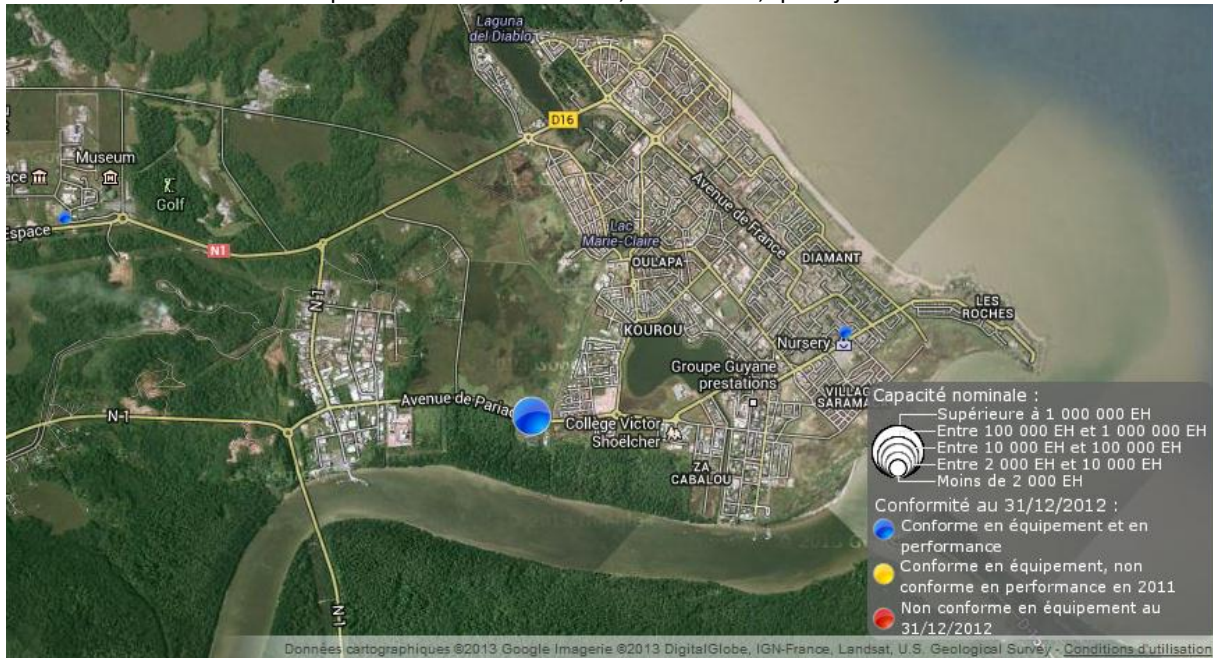 Laguna
del Diablo
D16
Museum
ace
Golf
Espace
N1
Avenue de France
Lac
Marie-Claire
OULAPA
DIAMANT
LES
ROCHES
N-1
KOUROU
Nursery
Groupe Guyane
prestations
VILLAG
SARAMA
Avenue de Pariac
N-1
College Victor
Shoelcher
ZA
CABALOU
N-1
Capacité nominale :
Supérieure à 1 000 000 EH
Entre 100 000 EH et 1 000 000 EH
Entre 10 000 EH et 100 000 EH
Entre 2 000 EH et 10 000 EH
Moins de 2 000 EH
Conformité au 31/12/2012 :
Conforme en équipement et en
performance
Conforme en équipement, non
conforme en performance en 2011
Non conforme en équipement au
31/12/2012
Données cartographiques ©2013 Google Imagerie ©2013 DigitalGlobe, IGN-France, Landsat, U.S. Geological Survey - Conditions d'utilisation